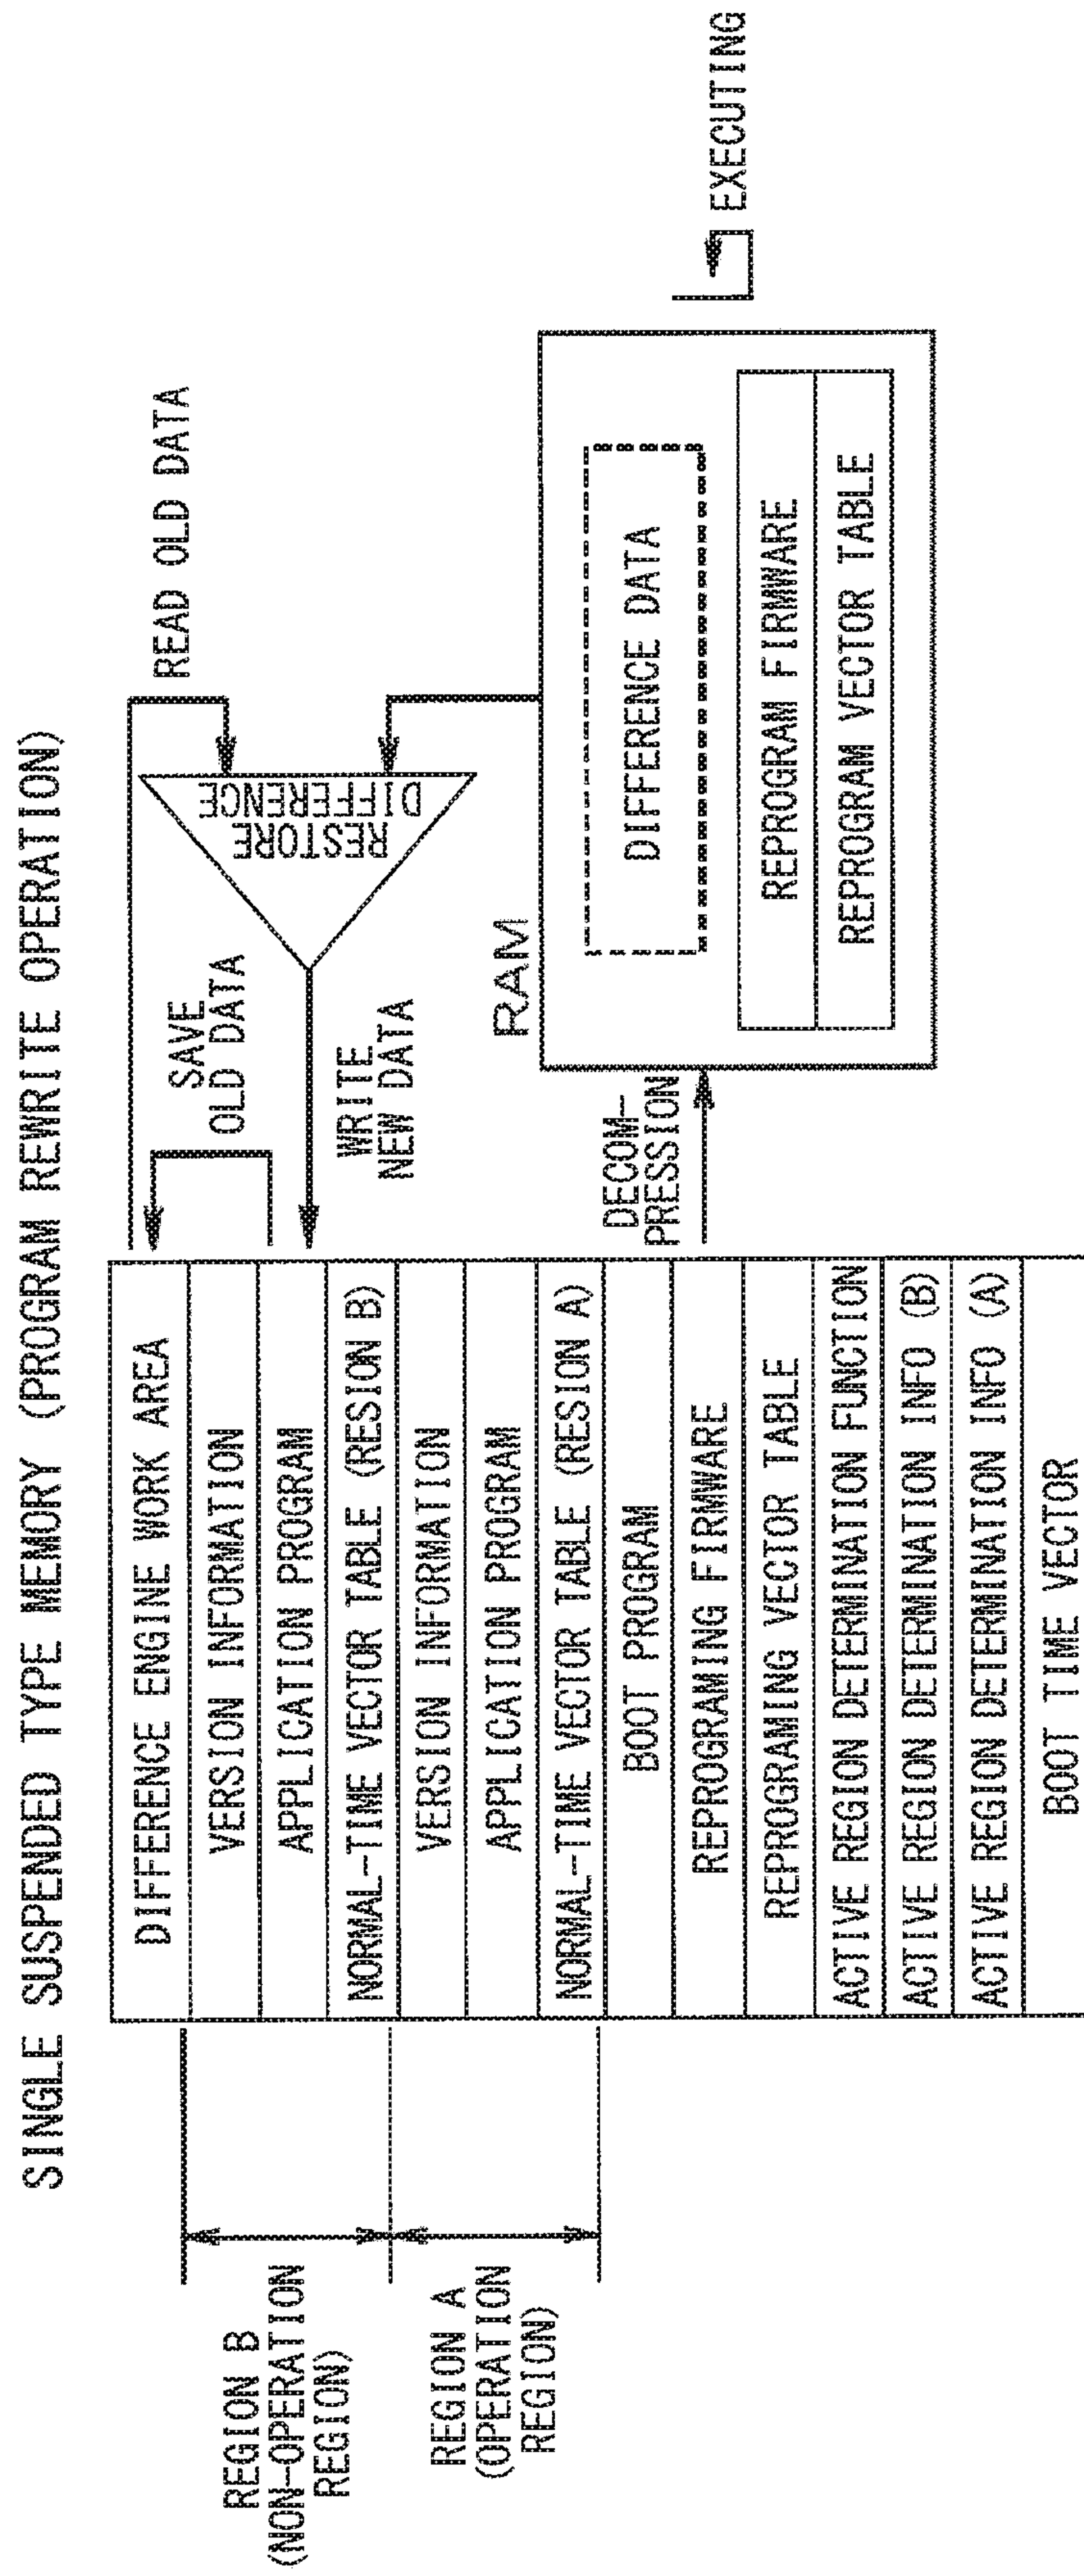 SINGLE SUSPENDED TYPE MEMORY (PROGRAM REWRITE OPERATION)
REGION B
(NON-OPERATION
REGION)
REGION A
(OPERATION
REGION)
DIFFERENCE ENGINE WORK AREA
VERSION INFORMATION
APPLICATION PROGRAM
NORMAL-TIME VECTOR TABLE (RESION B)
VERSION INFORMATION
APPLICATION PROGRAM
NORMAL-TIME VECTOR TABLE (RESION A)
BOOT PROGRAM
REPROGRAMING FIRMWARE
REPROGRAMING VECTOR TABLE
ACTIVE REGION DETERMINATION FUNCTION
ACTIVE REGION DETERMINATION INFO (B)
ACTIVE REGION DETERMINATION INFO (A)
BOOT TIME VECTOR
SAVE
OLD DATA
WRITE
NEW DATA
RESTORE
DIFFERENCE
READ OLD DATA
DECOM-
PRESSION
RAM
DIFFERENCE DATA
REPROGRAM FIRMWARE
REPROGRAM VECTOR TABLE
EXECUTING